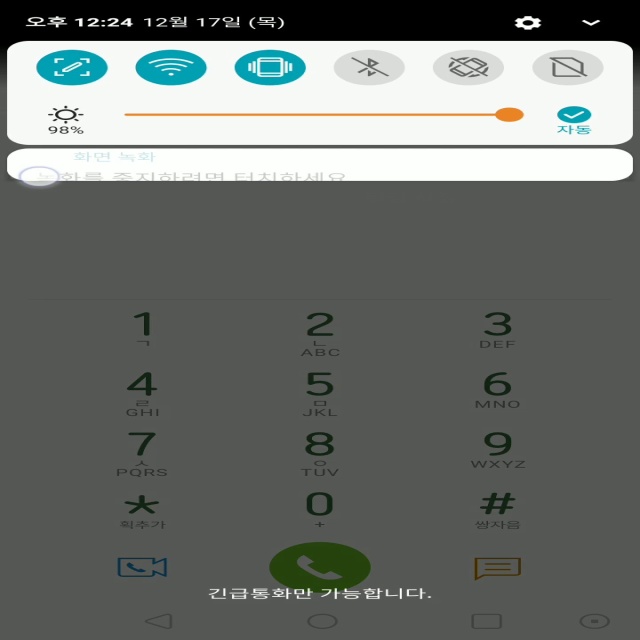 오후 12:24 12월 17일 (목)
98%
자동
화면 녹화
녹화를 중지하려면 터치하세요
1 2 3
ㄱ ㄴ DEF
ABC
4 5 6
ㄹ ㅁ MNO
GHI JKL
7 8 9
ㅅ ㅇ WXYZ
PQRS TUV
* 0 #
획추가 + 쌍자음
긴급통화만 가능합니다.